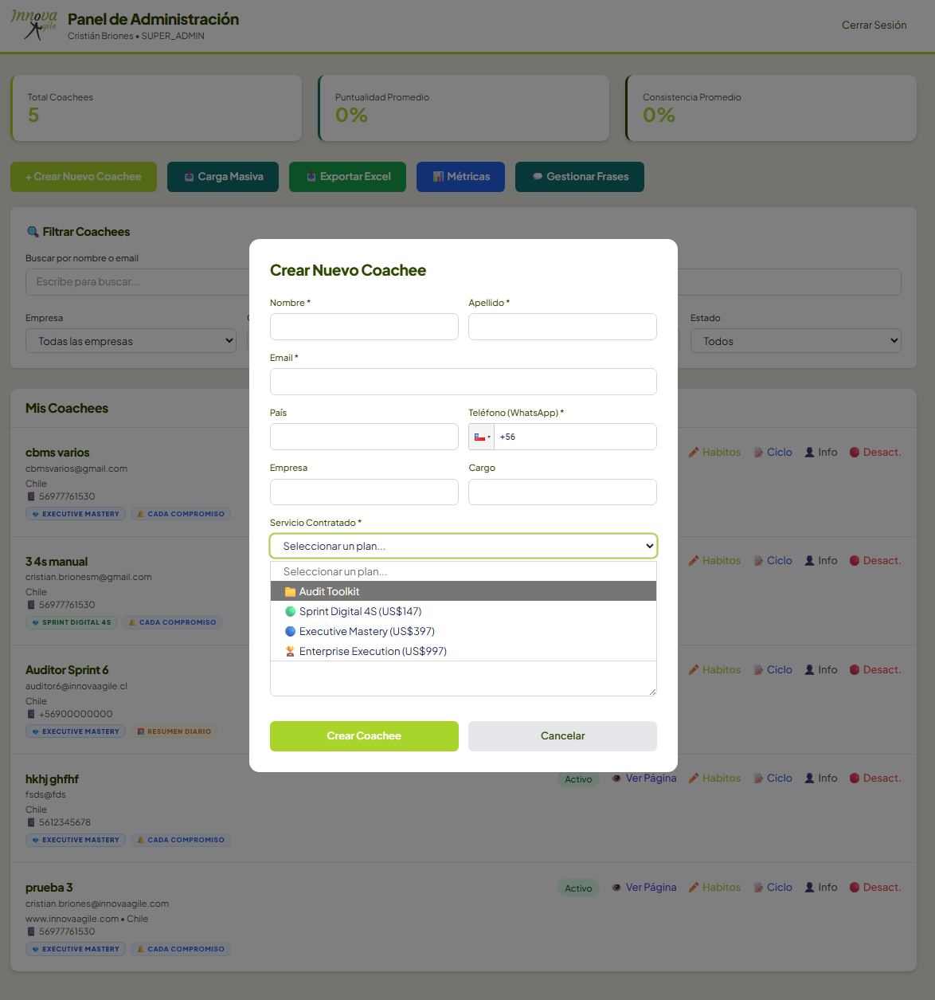 Innova
gile
Panel de Administración
Cristián Briones • SUPER_ADMIN
Cerrar Sesión
Total Coachees
5
Puntualidad Promedio
0%
Consistencia Promedio
0%
+ Crear Nuevo Coachee
Carga Masiva
Exportar Excel
Métricas
Gestionar Frases
Filtrar Coachees
Buscar por nombre o email
Escribe para buscar...
Empresa
Todas las empresas
Estado
Todos
Crear Nuevo Coachee
Nombre *
Apellido *
Email *
País
Teléfono (WhatsApp) *
+56
Empresa
Cargo
Servicio Contratado *
Seleccionar un plan...
Seleccionar un plan...
Audit Toolkit
Sprint Digital 4S (US$147)
Executive Mastery (US$397)
Enterprise Execution (US$997)
Crear Coachee
Cancelar
Mis Coachees
cbms varios
cbmsvarios@gmail.com
Chile
56977761530
EXECUTIVE MASTERY
CADA COMPROMISO
Habitos
Ciclo
Info
Desact.
3 4s manual
cristian.brionesm@gmail.com
Chile
56977761530
SPRINT DIGITAL 4S
CADA COMPROMISO
Habitos
Ciclo
Info
Desact.
Auditor Sprint 6
auditor6@innovaagile.cl
Chile
+56900000000
EXECUTIVE MASTERY
RESUMEN DIARIO
Habitos
Ciclo
Info
Desact.
hkhj ghfhf
fsds@fds
Chile
5612345678
EXECUTIVE MASTERY
CADA COMPROMISO
Activo
Ver Página
Habitos
Ciclo
Info
Desact.
prueba 3
cristian.briones@innovaagile.com
www.innovaagile.com • Chile
56977761530
EXECUTIVE MASTERY
CADA COMPROMISO
Activo
Ver Página
Habitos
Ciclo
Info
Desact.